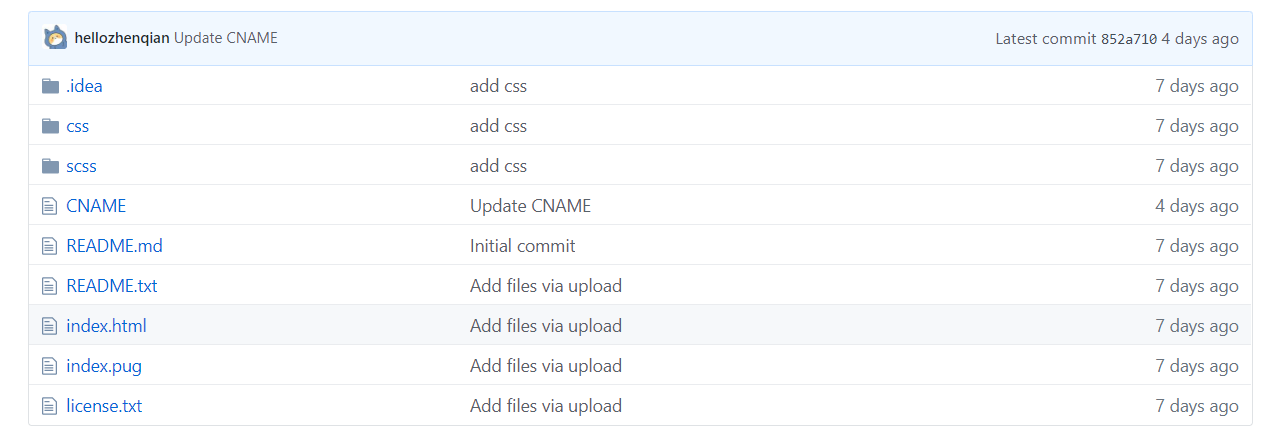 hellozhenqian Update CNAME Latest commit 852a710 4 days ago
.idea add css 7 days ago
css add css 7 days ago
scss add css 7 days ago
CNAME Update CNAME 4 days ago
README.md Initial commit 7 days ago
README.txt Add files via upload 7 days ago
index.html Add files via upload 7 days ago
index.pug Add files via upload 7 days ago
license.txt Add files via upload 7 days ago